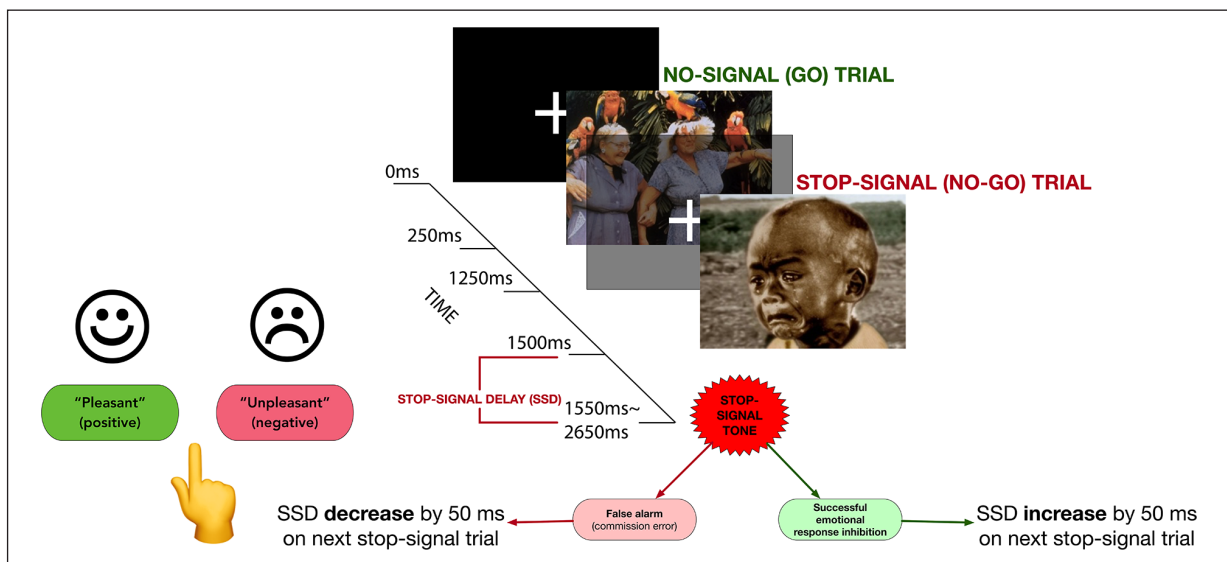 NO-SIGNAL (GO) TRIAL
STOP-SIGNAL (NO-GO) TRIAL
0ms
250ms
1250ms
TIME
1500ms
STOP-SIGNAL DELAY (SSD)
1550ms~
2650ms
"Pleasant"
(positive)
"Unpleasant"
(negative)
STOP-
SIGNAL
TONE
SSD decrease by 50 ms
on next stop-signal trial
False alarm
(commission error)
Successful
emotional
response inhibition
SSD increase by 50 ms
on next stop-signal trial